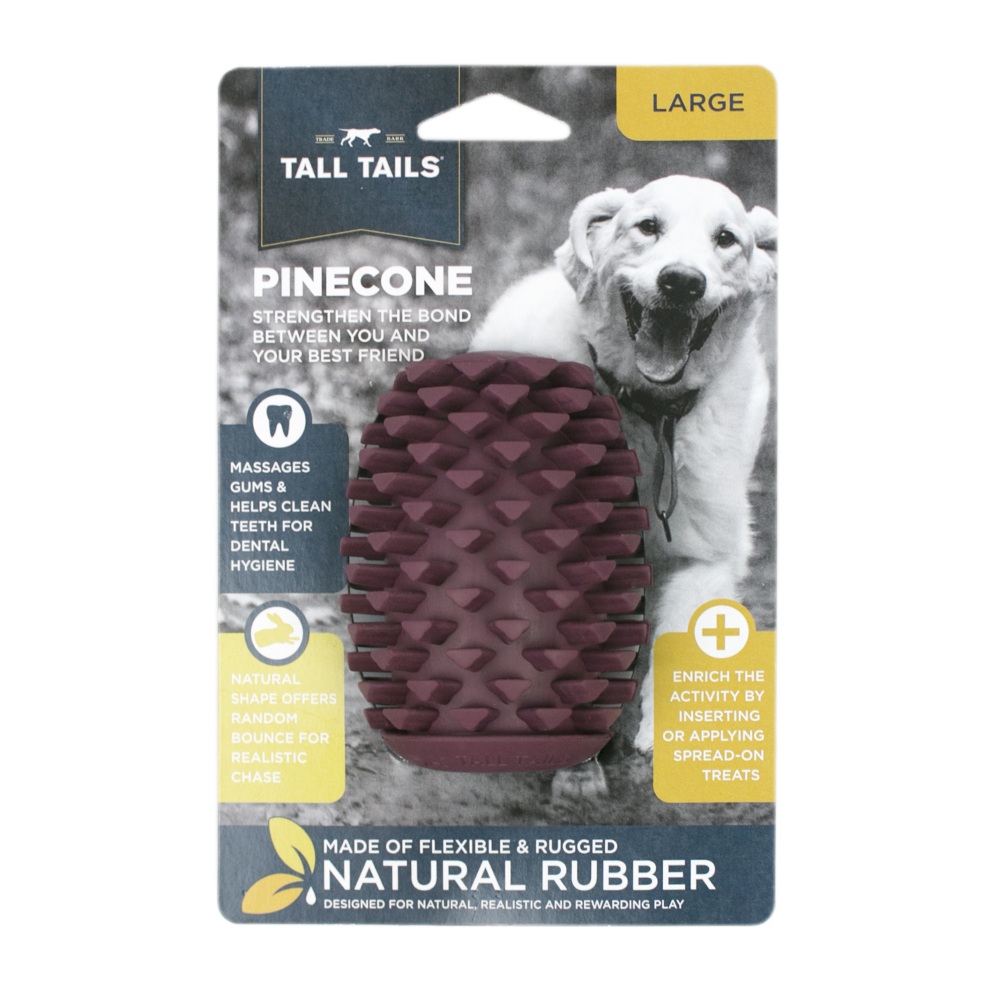 LARGE
TRADE MARK
TALL TAILS
PINECONE
STRENGTHEN THE BOND
BETWEEN YOU AND
YOUR BEST FRIEND
MASSAGES
GUMS &
HELPS CLEAN
TEETH FOR
DENTAL
HYGIENE
NATURAL
SHAPE OFFERS
RANDOM
BOUNCE FOR
REALISTIC
CHASE
ENRICH THE
ACTIVITY BY
INSERTING
OR APPLYING
SPREAD-ON
TREATS
TALL TAILS
MADE OF FLEXIBLE & RUGGED
NATURAL RUBBER
DESIGNED FOR NATURAL, REALISTIC AND REWARDING PLAY